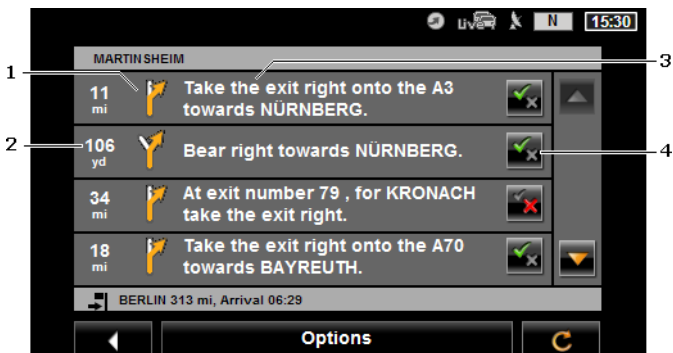 Live N 15:30
MARTINSHEIM
1
3
11 mi
Take the exit right onto the A3
towards NÜRNBERG.
2
106 yd
Bear right towards NÜRNBERG.
4
34 mi
At exit number 79 , for KRONACH
take the exit right.
18 mi
Take the exit right onto the A70
towards BAYREUTH.
BERLIN 313 mi, Arrival 06:29
Options